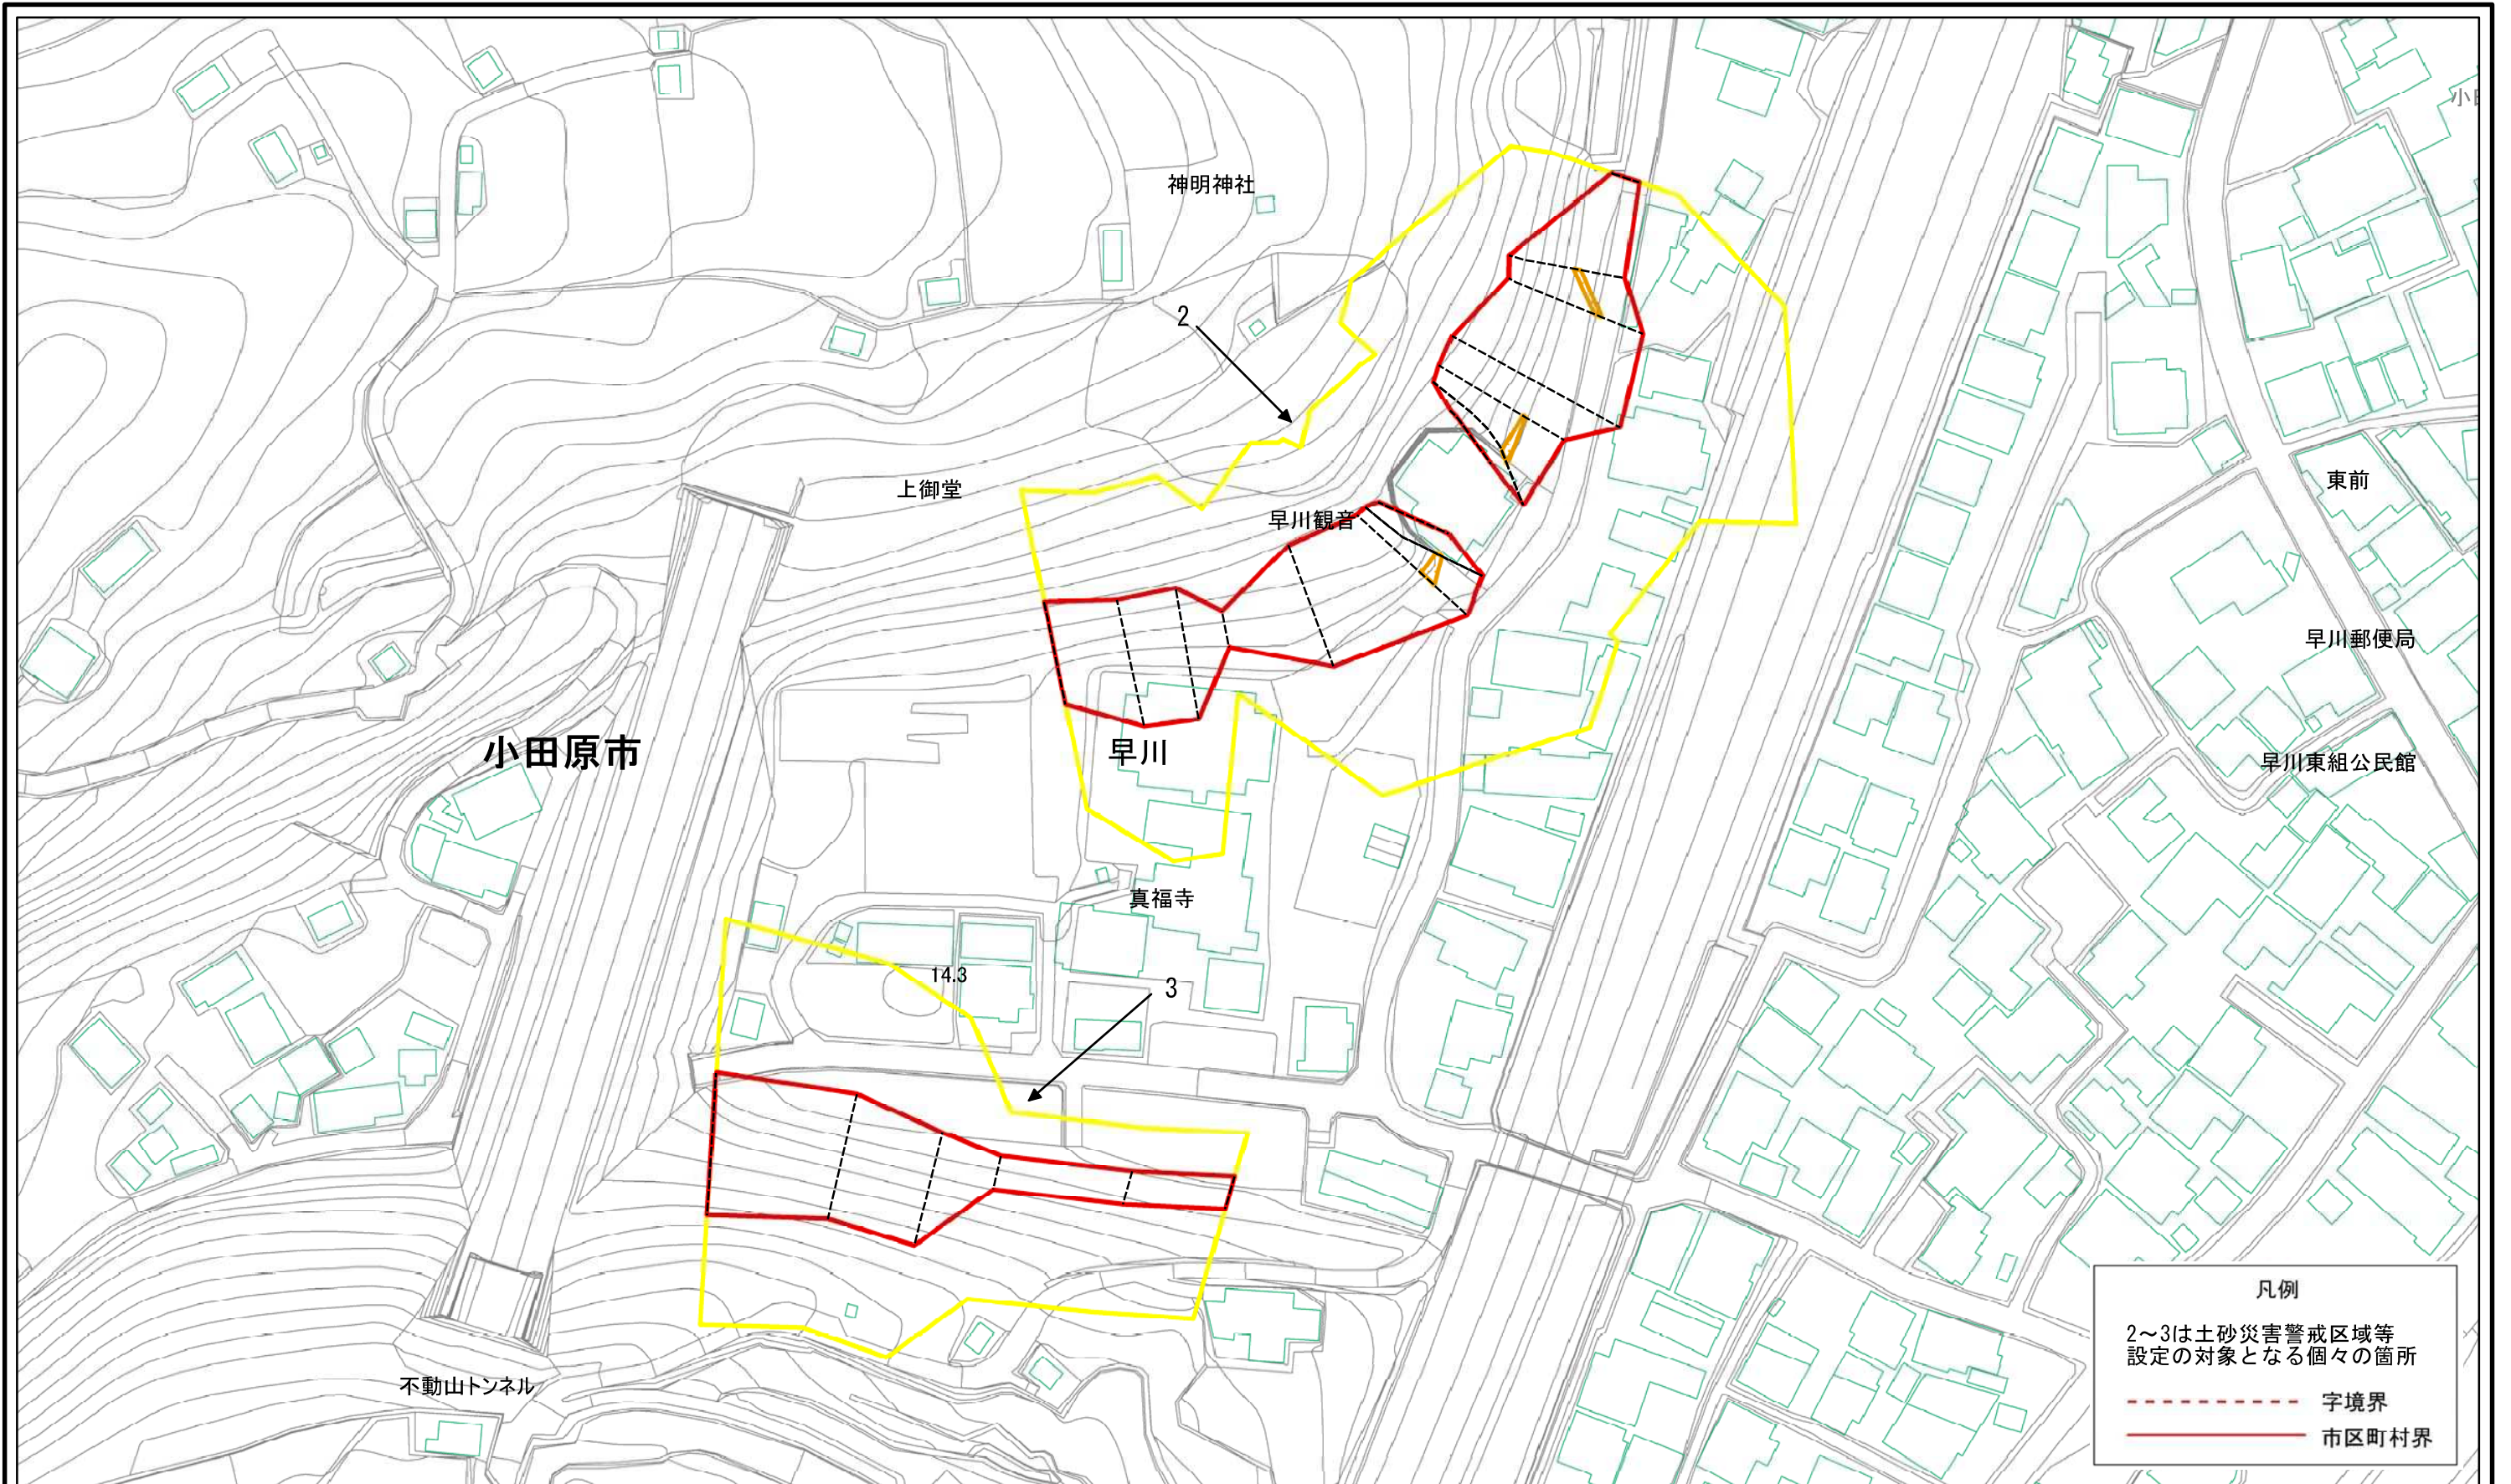 小田
神明神社
2
東前
上御堂
早川観音
早川郵便局
小田原市
早川
早川東組公民館
真福寺
14.3
3
不動山トンネル
凡例
2~3は土砂災害警戒区域等
設定の対象となる個々の箇所
字境界
市区町村界